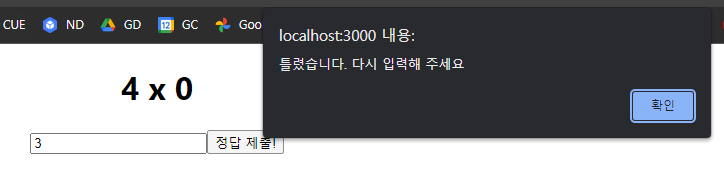 CUE ND GD GC
localhost:3000 내용:
틀렸습니다. 다시 입력해 주세요
확인
4 x 0
3 정답 제출!